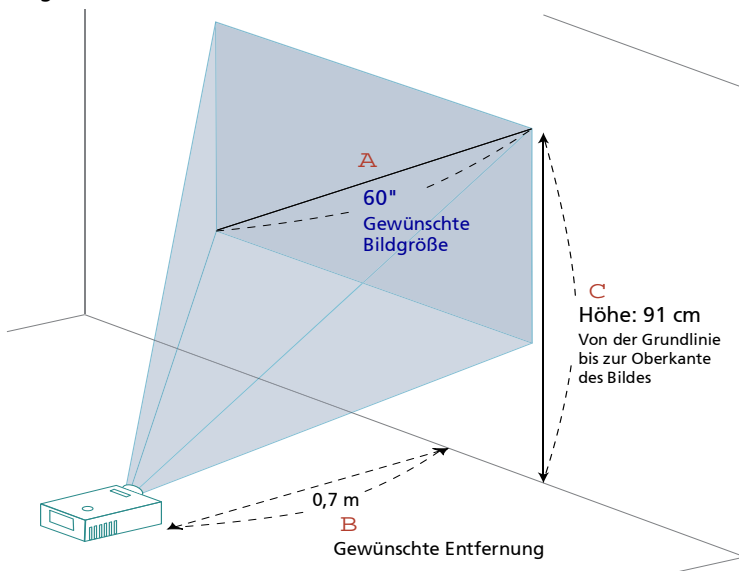 A
60"
Gewünschte
Bildgröße
C
Höhe: 91 cm
Von der Grundlinie
bis zur Oberkante
des Bildes
0,7 m
B
Gewünschte Entfernung